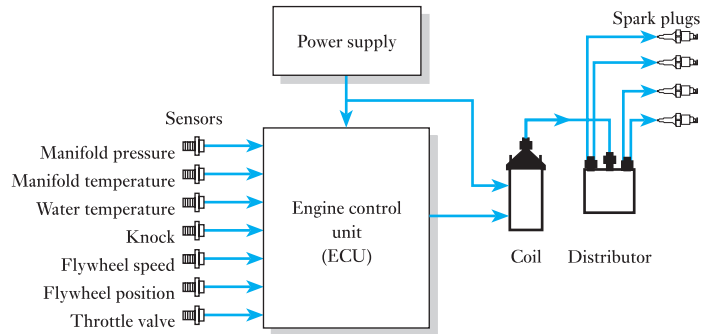 Spark plugs
Power supply
Sensors
Manifold pressure
Manifold temperature
Water temperature
Knock
Flywheel speed
Flywheel position
Throttle valve
Engine control
unit
(ECU)
Coil
Distributor